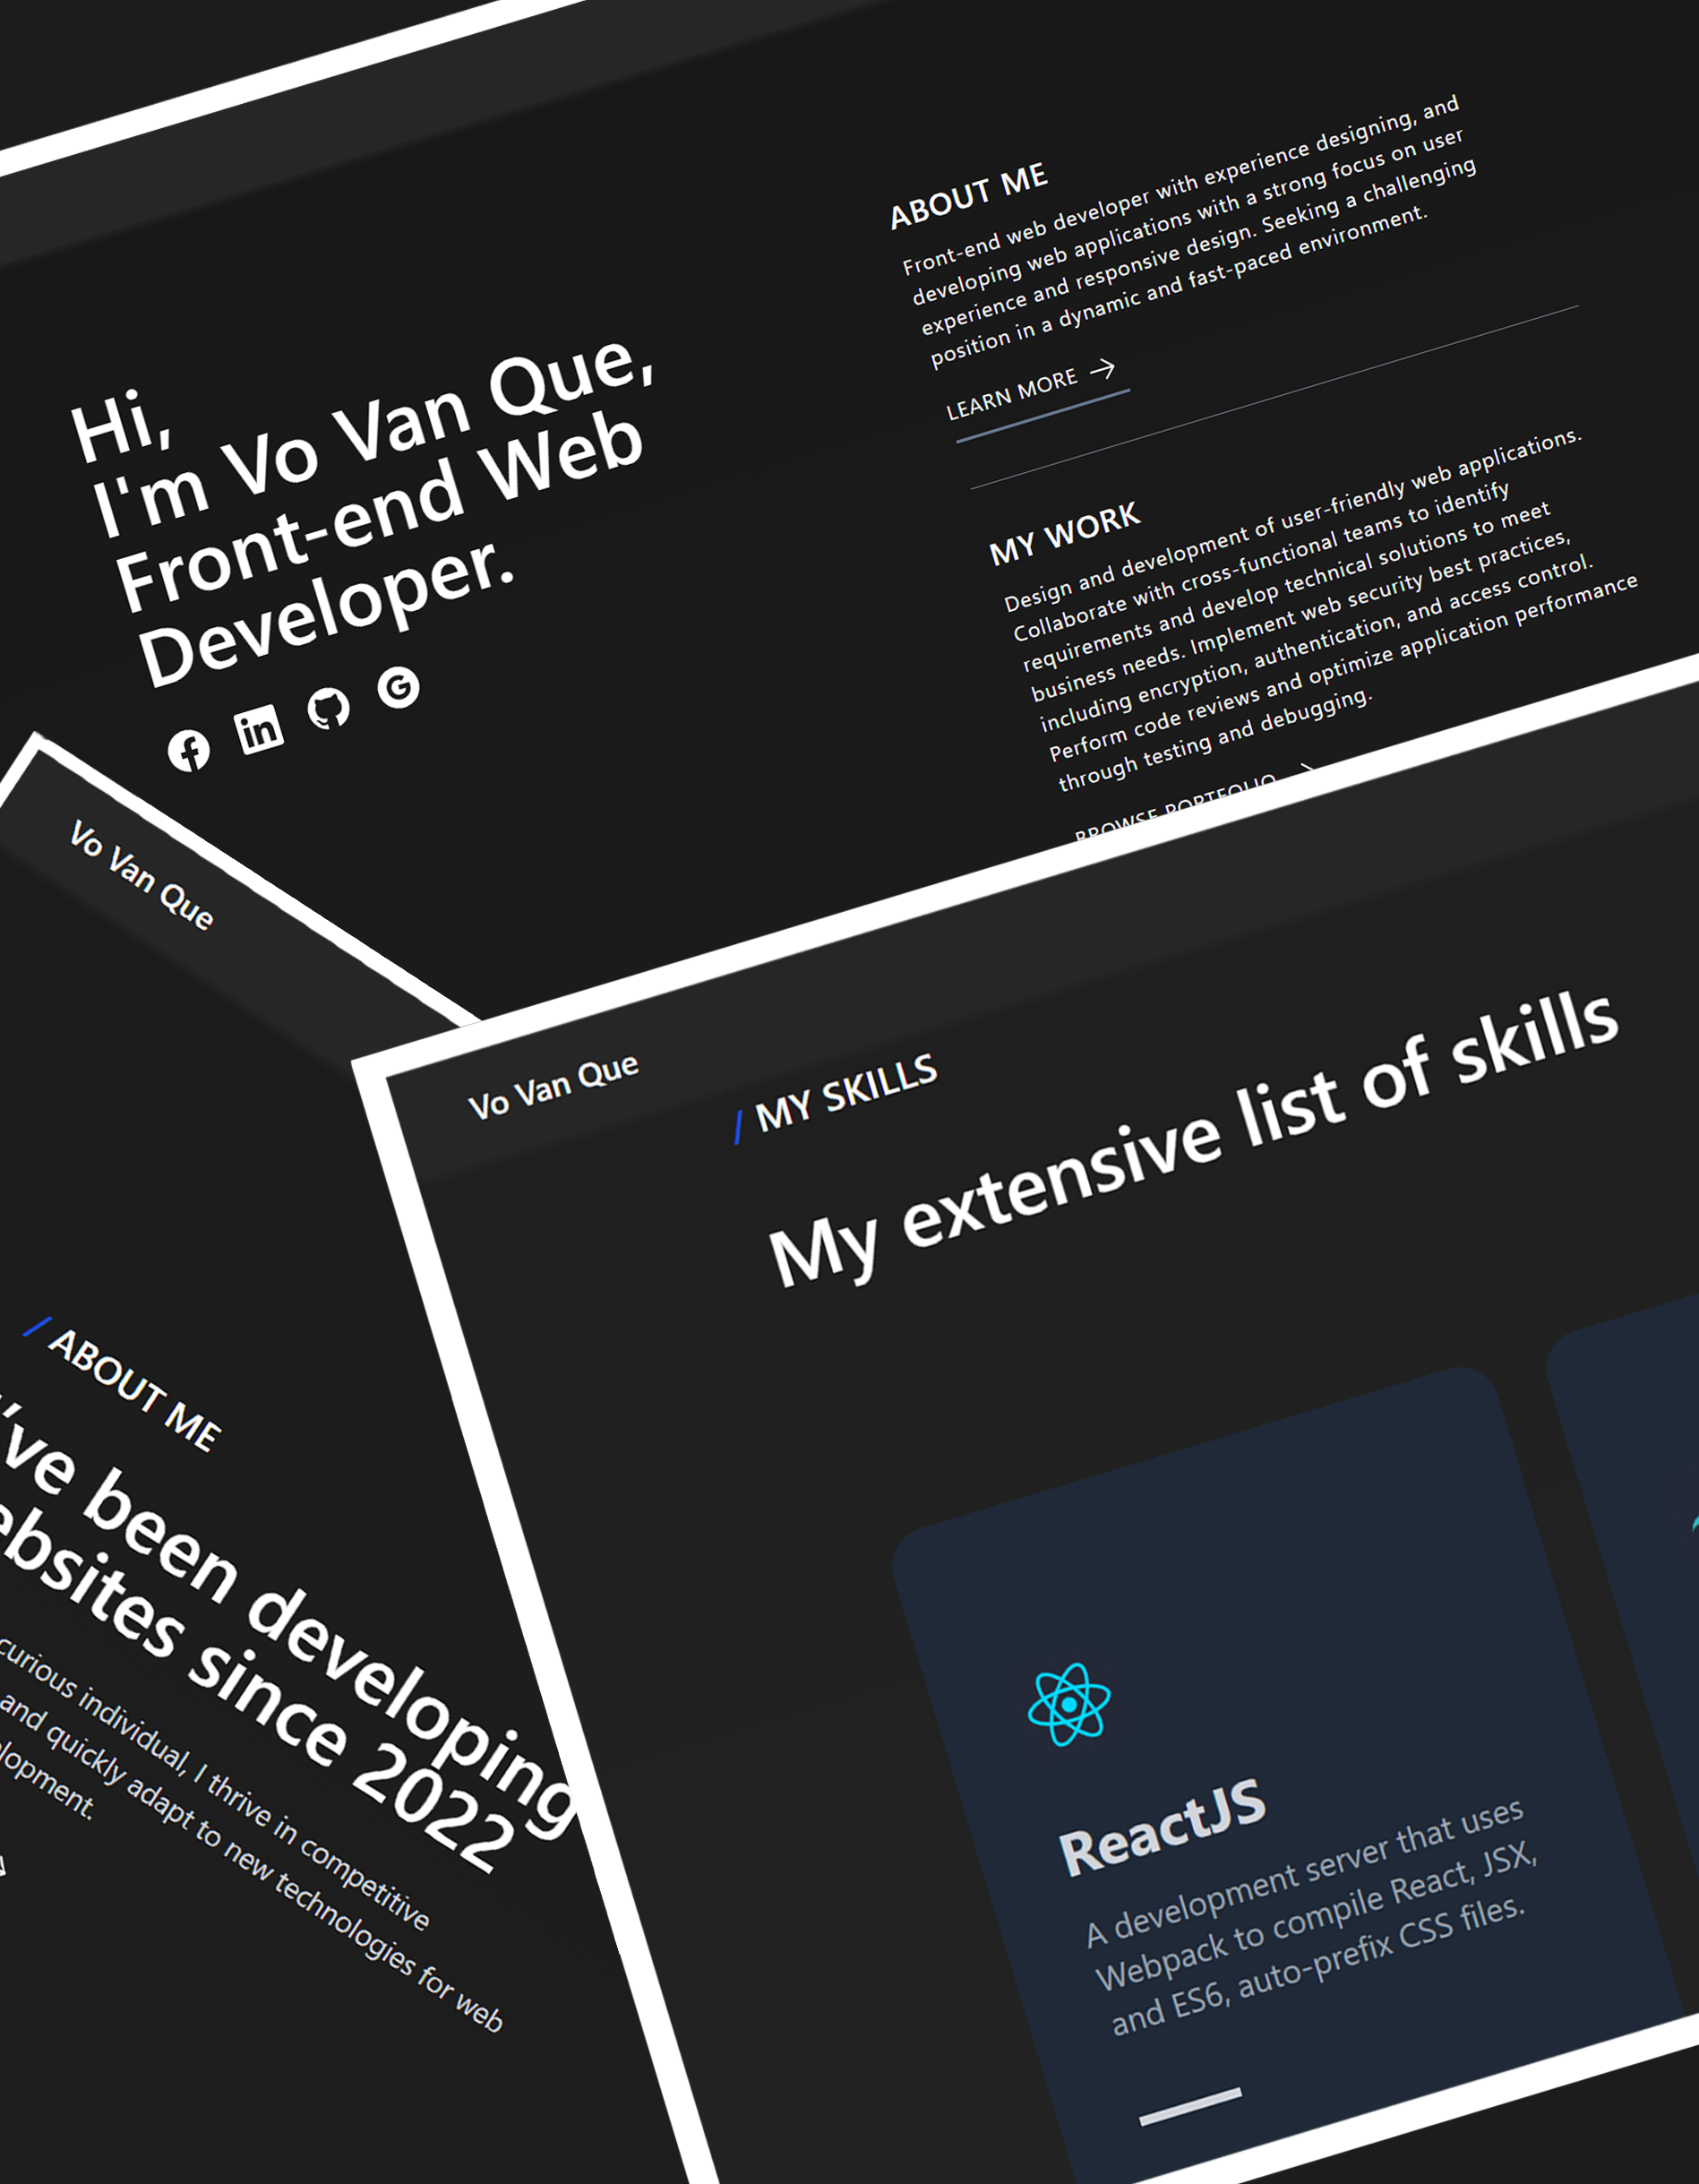 Hi,
I'm Vo Van Que,
Front-end Web
Developer.
ABOUT ME
Front-end web developer with experience designing, and
developing web applications with a strong focus on user
experience and responsive design. Seeking a challenging
position in a dynamic and fast-paced environment.
LEARN MORE
MY WORK
Design and development of user-friendly web applications.
Collaborate with cross-functional teams to identify
requirements and develop technical solutions to meet
business needs. Implement web security best practices,
including encryption, authentication, and access control.
Perform code reviews and optimize application performance
through testing and debugging.
BROWSE PORTFOLIO
Vo Van Que
/ ABOUT ME
've been developing
ebsites since 2022
curious individual, I thrive in competitive
and quickly adapt to new technologies for web
lopment.
Vo Van Que
/ MY SKILLS
My extensive list of skills
ReactJS
A development server that uses
Webpack to compile React, JSX,
and ES6, auto-prefix CSS files.